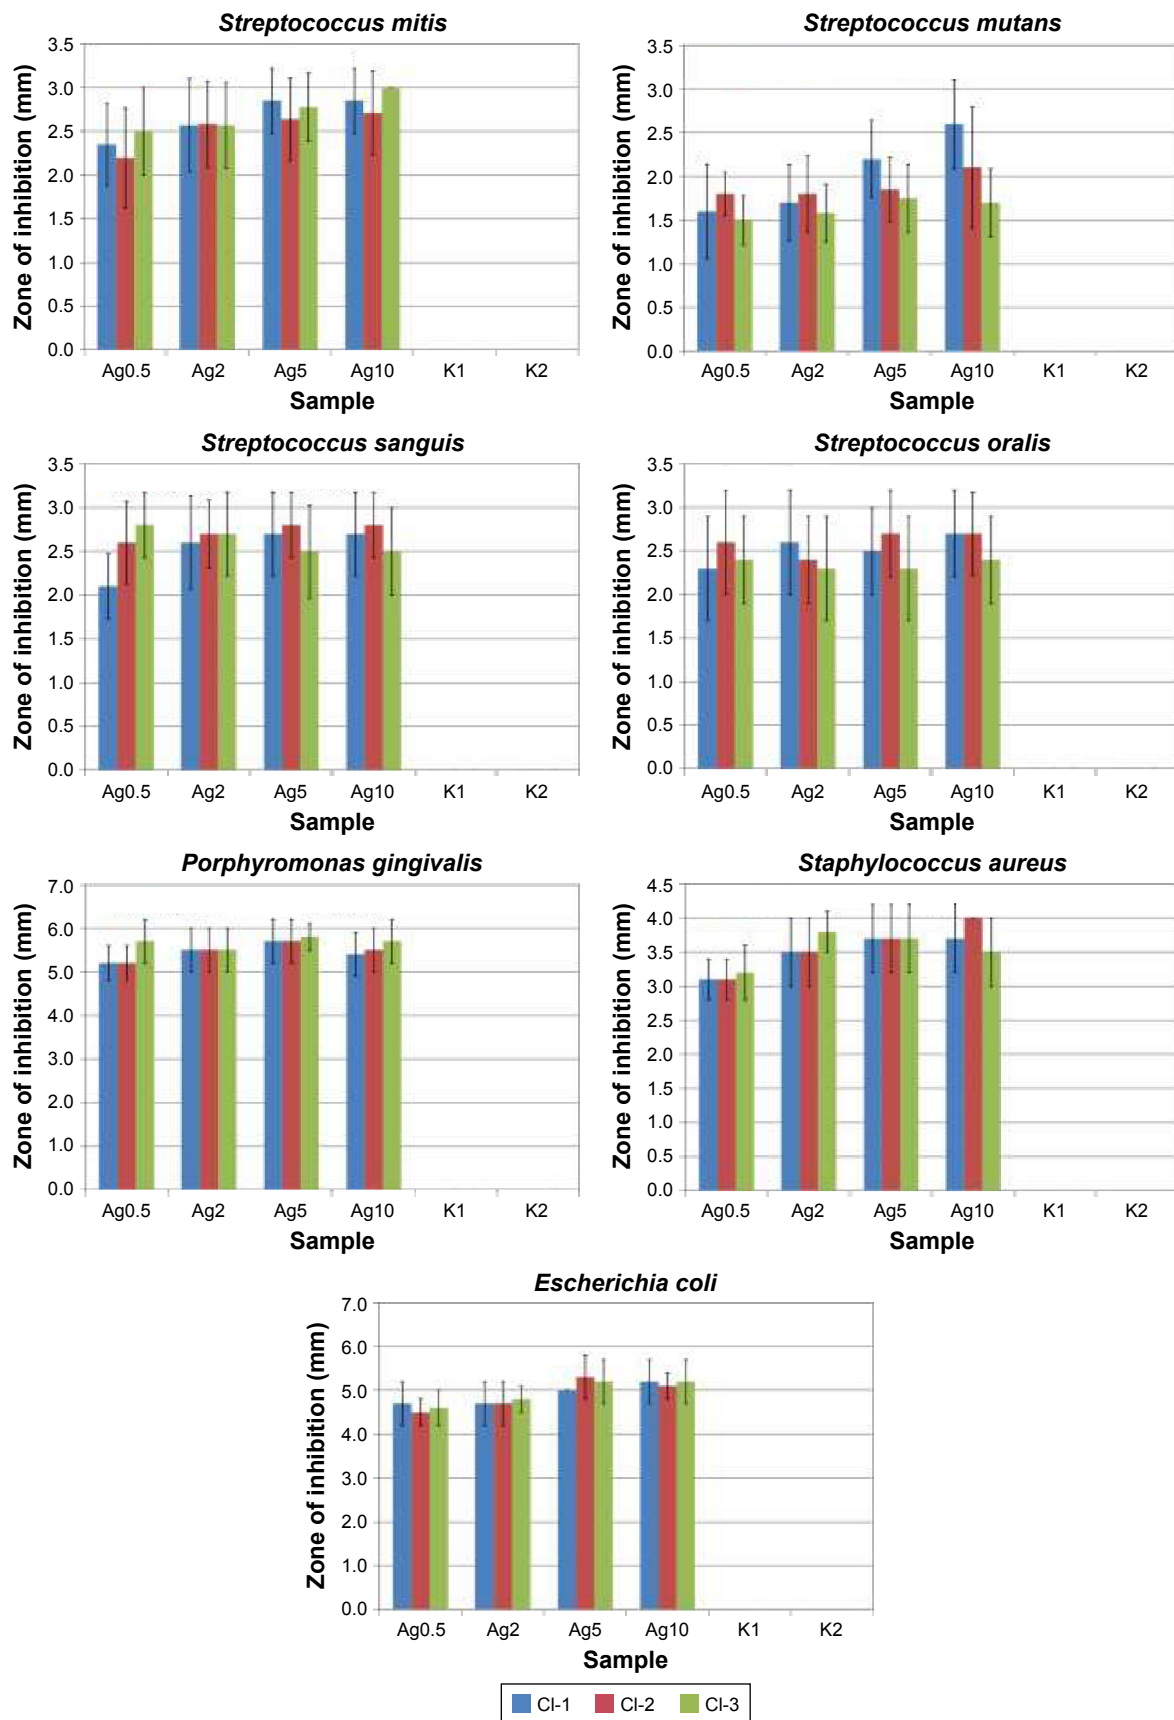 Streptococcus mitis
Zone of inhibition (mm)
3.5
3.0
2.5
2.0
1.5
1.0
0.5
0.0
Ag0.5 Ag2 Ag5 Ag10 K1 K2
Sample
Streptococcus mutans
Zone of inhibition (mm)
3.5
3.0
2.5
2.0
1.5
1.0
0.5
0.0
Ag0.5 Ag2 Ag5 Ag10 K1 K2
Sample
Streptococcus sanguis
Zone of inhibition (mm)
3.5
3.0
2.5
2.0
1.5
1.0
0.5
0.0
Ag0.5 Ag2 Ag5 Ag10 K1 K2
Sample
Streptococcus oralis
Zone of inhibition (mm)
3.5
3.0
2.5
2.0
1.5
1.0
0.5
0.0
Ag0.5 Ag2 Ag5 Ag10 K1 K2
Sample
Porphyromonas gingivalis
Zone of inhibition (mm)
7.0
6.0
5.0
4.0
3.0
2.0
1.0
0.0
Ag0.5 Ag2 Ag5 Ag10 K1 K2
Sample
Staphylococcus aureus
Zone of inhibition (mm)
4.5
4.0
3.5
3.0
2.5
2.0
1.5
1.0
0.5
0.0
Ag0.5 Ag2 Ag5 Ag10 K1 K2
Sample
Escherichia coli
Zone of inhibition (mm)
7.0
6.0
5.0
4.0
3.0
2.0
1.0
0.0
Ag0.5 Ag2 Ag5 Ag10 K1 K2
Sample
Cl-1 Cl-2 Cl-3